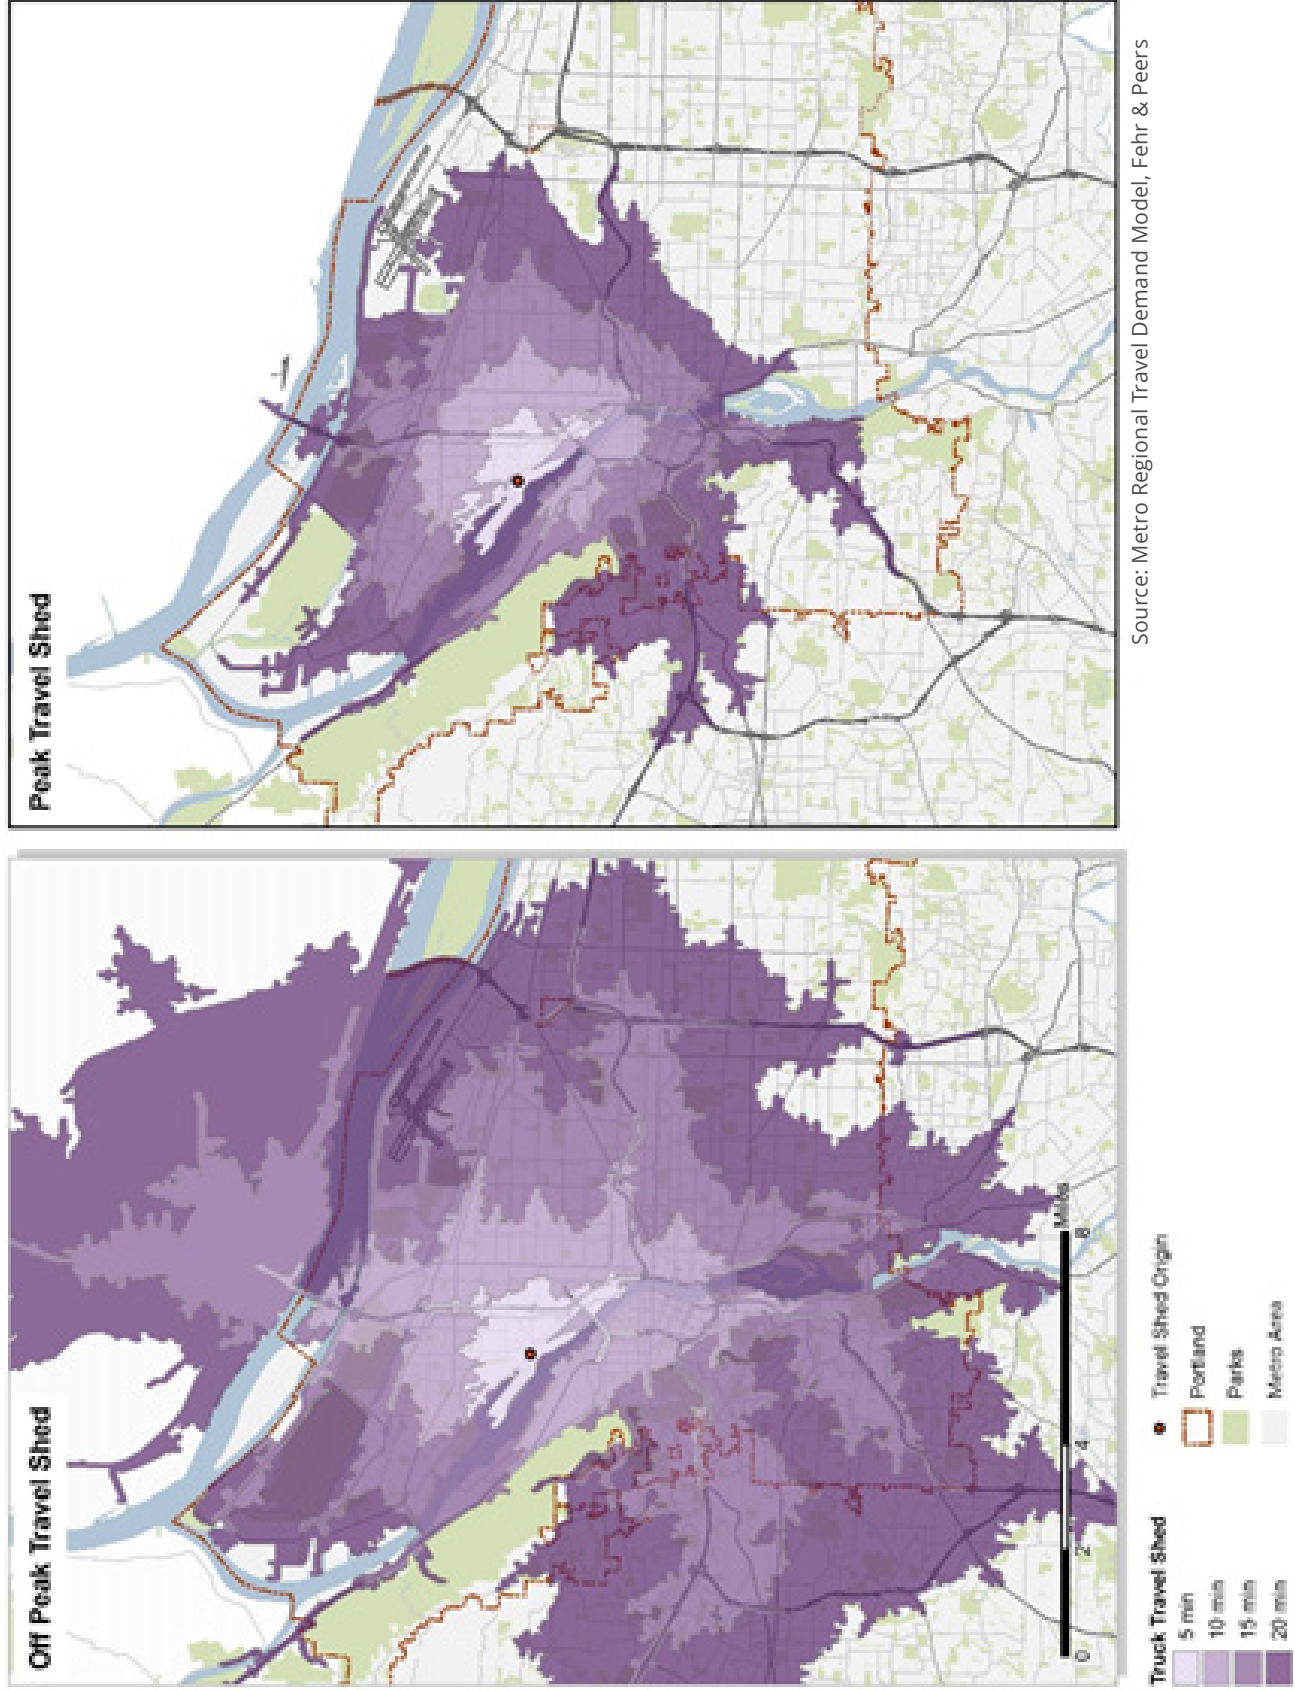 Off Peak Travel Shed
Peak Travel Shed
0
2
4
8
Miles
Truck Travel Shed
5 min
10 min
15 min
20 min
Travel Shed Origin
Portland
Parks
Metro Area
Source: Metro Regional Travel Demand Model, Fehr & Peers